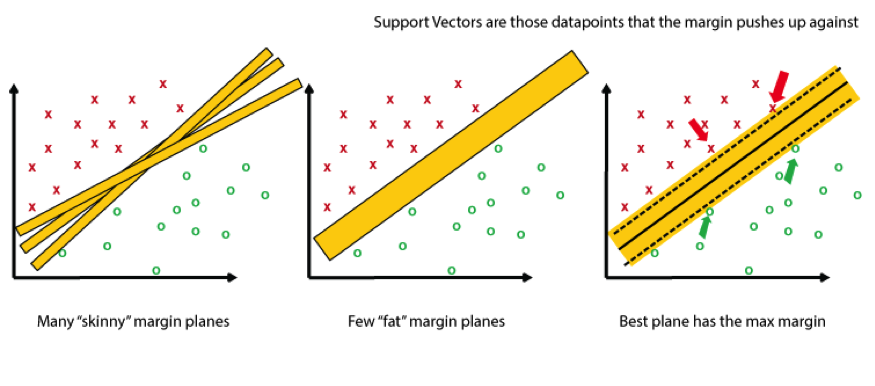 Support Vectors are those datapoints that the margin pushes up against
Many “skinny” margin planes
Few “fat” margin planes
Best plane has the max margin